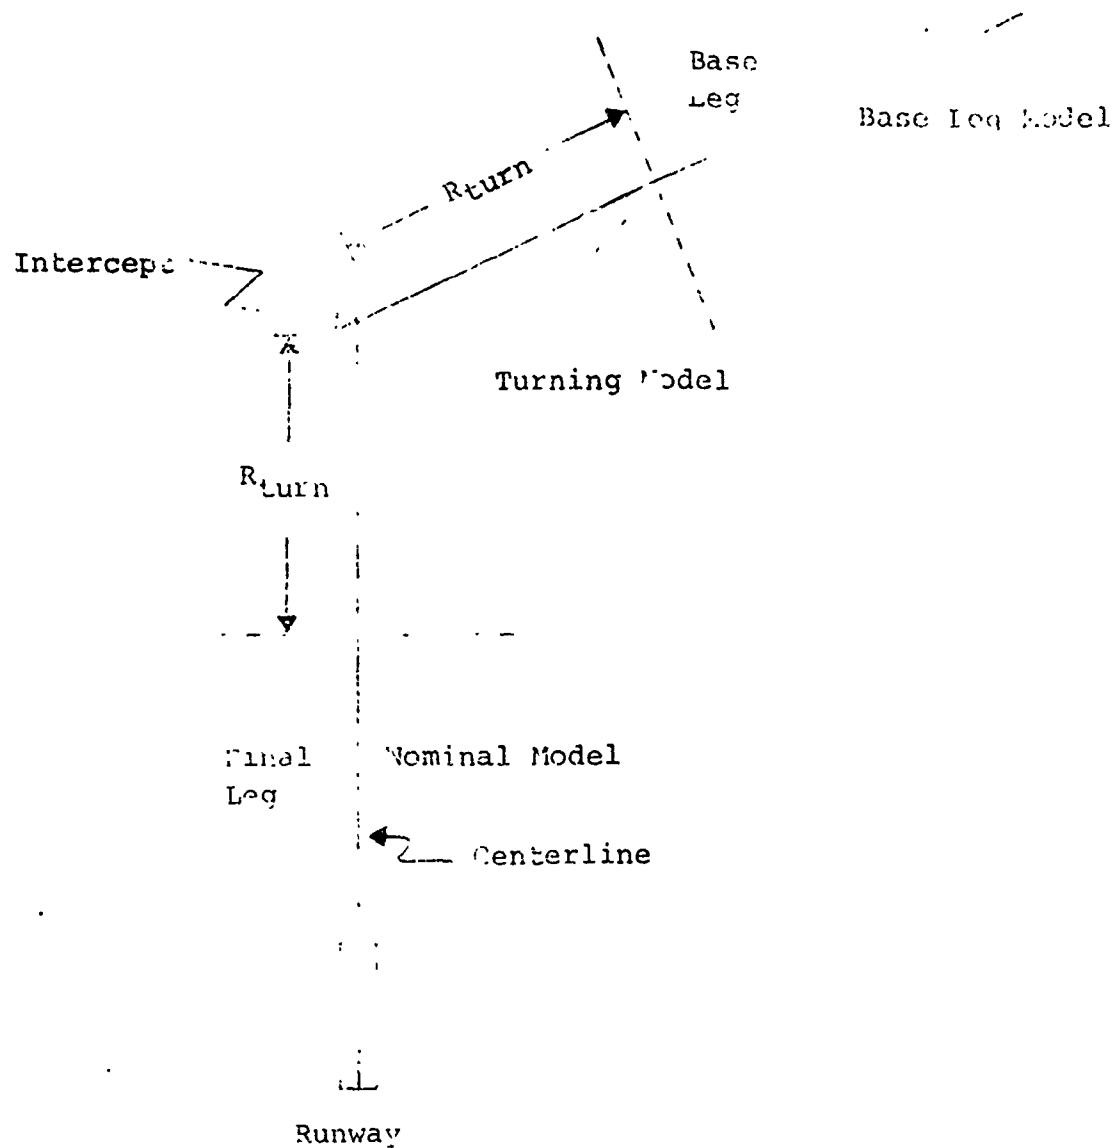 Base
Leg
Base Leg Model
Rturn
Intercept
Turning Model
Rturn
Final
Leg
Nominal Model
Centerline
Runway